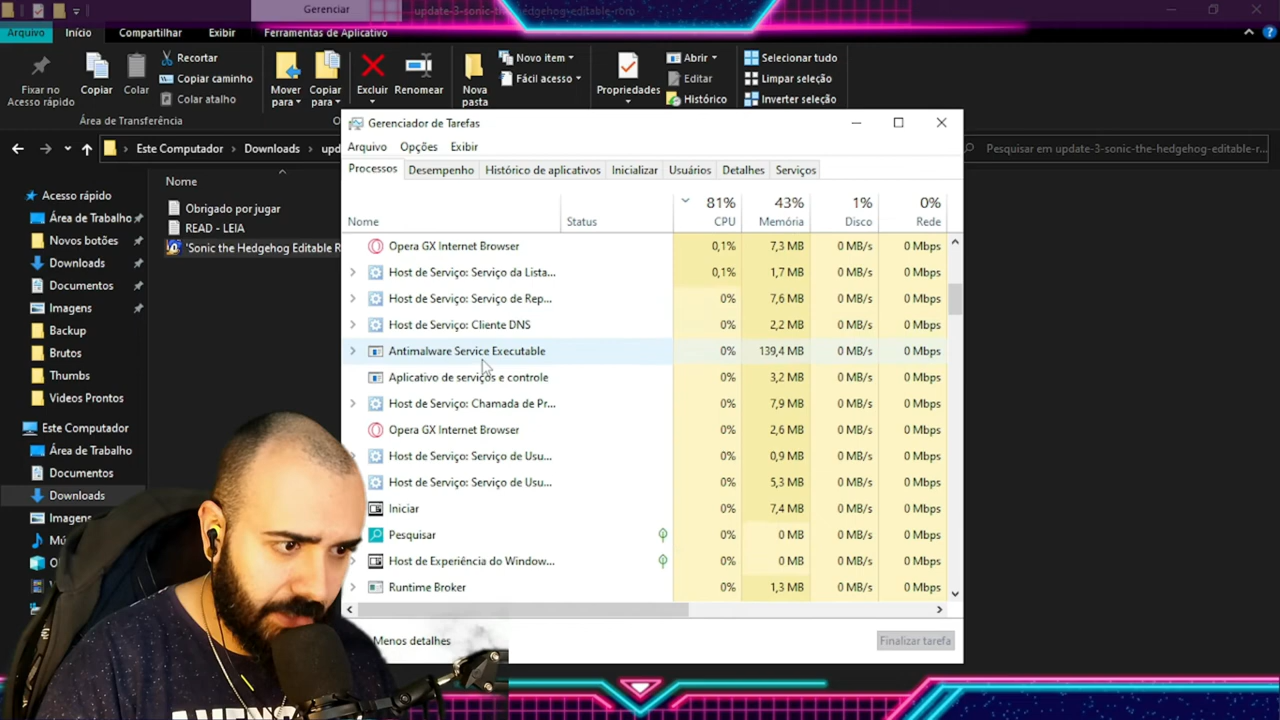 Gerenciar
update-3-sonic-the-hedgehog-editable-rom
Arquivo Início Compartilhar Exibir Ferramentas de Aplicativo
Fixar no Acesso rápido
Copiar
Colar
Recortar
Copiar caminho
Colar atalho
Área de Transferência
Mover para
Copiar para
Excluir
Renomear
Nova pasta
Novo item
Fácil acesso
Propriedades
Abrir
Editar
Histórico
Selecionar tudo
Limpar seleção
Inverter seleção
Este Computador > Downloads > upd
Pesquisar em update-3-sonic-the-hedgehog-editable-r...
Acesso rápido
Área de Trabalho
Novos botões
Downloads
Documentos
Imagens
Backup
Brutos
Thumbs
Videos Prontos
Este Computador
Área de Trabalho
Documentos
Downloads
Imagens
Nome
Obrigado por jugar
READ - LEIA
'Sonic the Hedgehog Editable R
Gerenciador de Tarefas
Arquivo Opções Exibir
Processos Desempenho Histórico de aplicativos Inicializar Usuários Detalhes Serviços
81% 43% 1% 0%
Nome Status CPU Memória Disco Rede
Opera GX Internet Browser 0,1% 7,3 MB 0 MB/s 0 Mbps
Host de Serviço: Serviço da Lista... 0,1% 1,7 MB 0 MB/s 0 Mbps
Host de Serviço: Serviço de Rep... 0% 7,6 MB 0 MB/s 0 Mbps
Host de Serviço: Cliente DNS 0% 2,2 MB 0 MB/s 0 Mbps
Antimalware Service Executable 0% 139,4 MB 0 MB/s 0 Mbps
Aplicativo de serviços e controle 0% 3,2 MB 0 MB/s 0 Mbps
Host de Serviço: Chamada de Pr... 0% 7,9 MB 0 MB/s 0 Mbps
Opera GX Internet Browser 0% 2,6 MB 0 MB/s 0 Mbps
Host de Serviço: Serviço de Usu... 0% 0,9 MB 0 MB/s 0 Mbps
Host de Serviço: Serviço de Usu... 0% 5,3 MB 0 MB/s 0 Mbps
Iniciar 0% 7,4 MB 0 MB/s 0 Mbps
Pesquisar 0% 0 MB 0 MB/s 0 Mbps
Host de Experiência do Window... 0% 0 MB 0 MB/s 0 Mbps
Runtime Broker 0% 1,3 MB 0 MB/s 0 Mbps
Menos detalhes
Finalizar tarefa